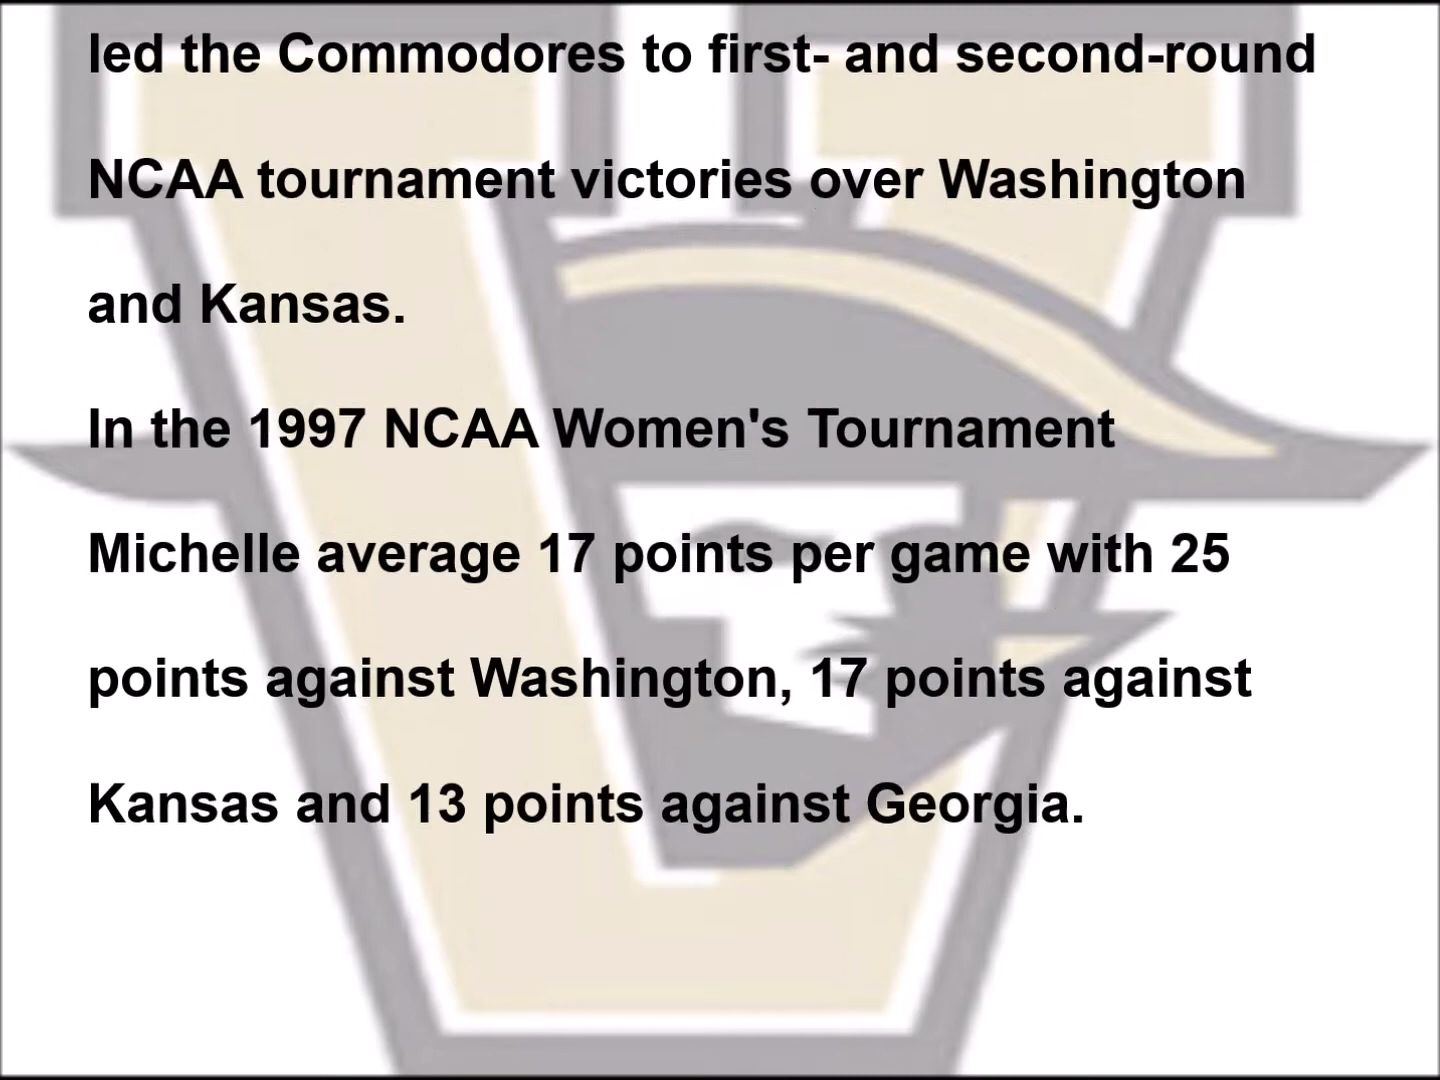 led the Commodores to first- and second-round
NCAA tournament victories over Washington
and Kansas.
In the 1997 NCAA Women's Tournament
Michelle average 17 points per game with 25
points against Washington, 17 points against
Kansas and 13 points against Georgia.